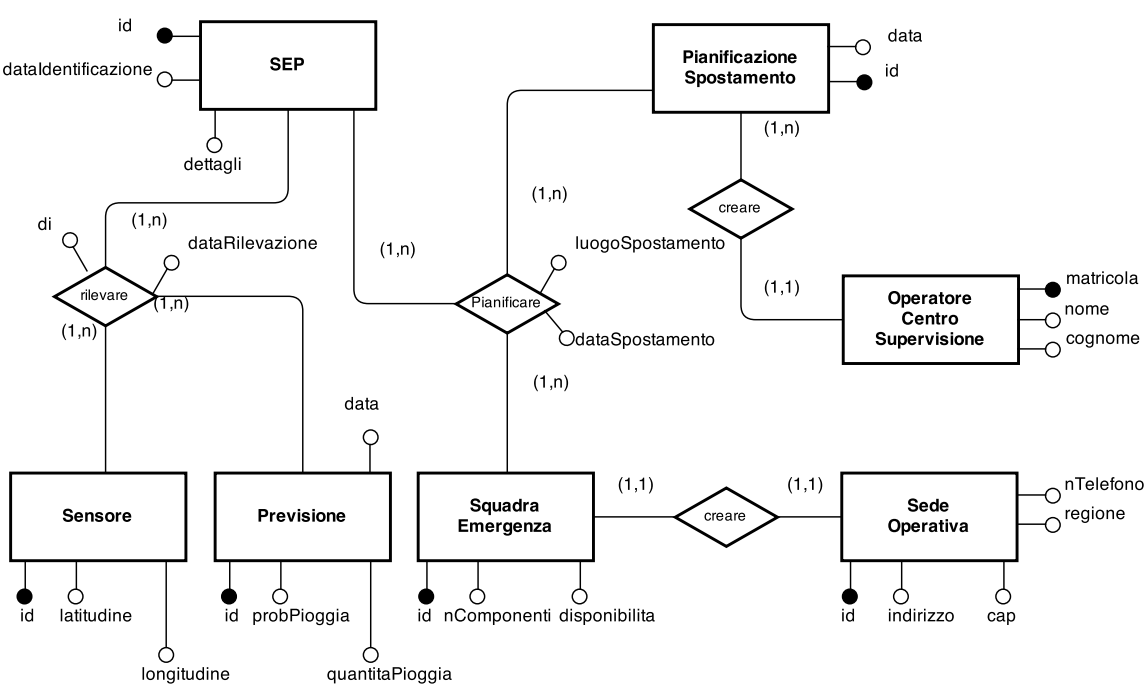 id
SEP
dataIdentificazione
dettagli
Pianificazione
Spostamento
data
id
(1,n)
(1,n)
creare
di
(1,n)
dataRilevazione
(1,n)
luogoSpostamento
rilevare
(1,n)
(1,n)
Pianificare
dataSpostamento
(1,1)
Operatore
Centro
Supervisione
matricola
nome
cognome
(1,n)
data
Sensore
Previsione
Squadra
Emergenza
(1,1)
creare
(1,1)
Sede
Operativa
nTelefono
regione
id
latitudine
longitudine
id
probPioggia
quantitaPioggia
id
nComponenti
disponibilita
id
indirizzo
cap